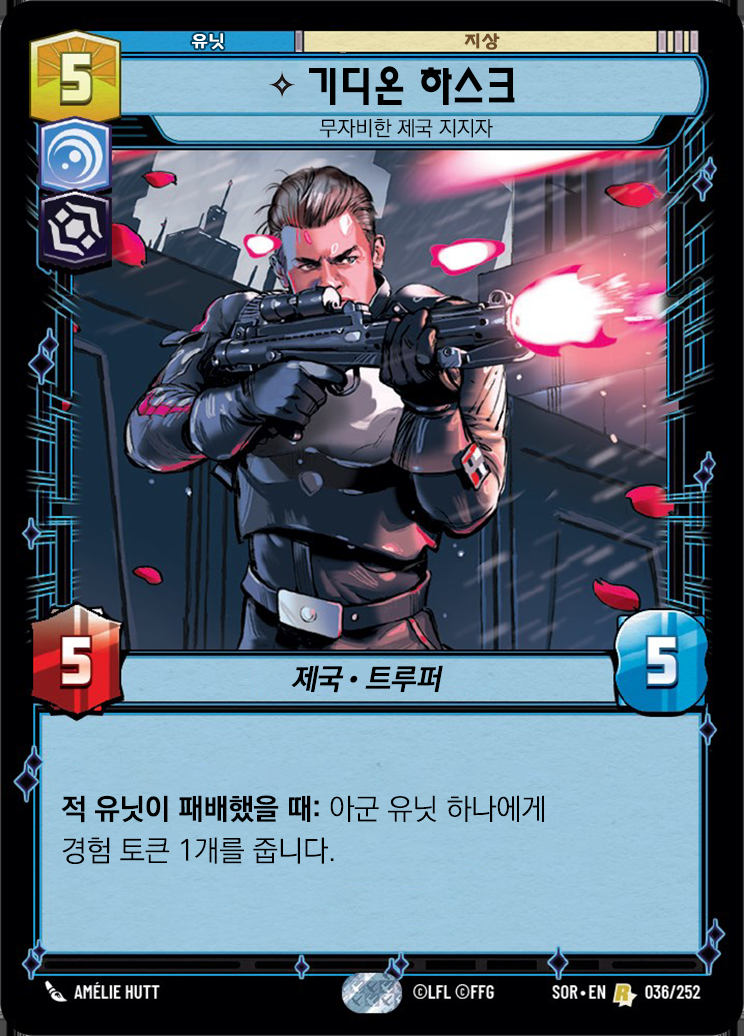 유닛
지상
5
기디온 하스크
무자비한 제국 지지자
5
제국 • 트루퍼
5
적 유닛이 패배했을 때: 아군 유닛 하나에게
경험 토큰 1개를 줍니다.
AMÉLIE HUTT
©LFL ©FFG
SOR • EN R 036/252